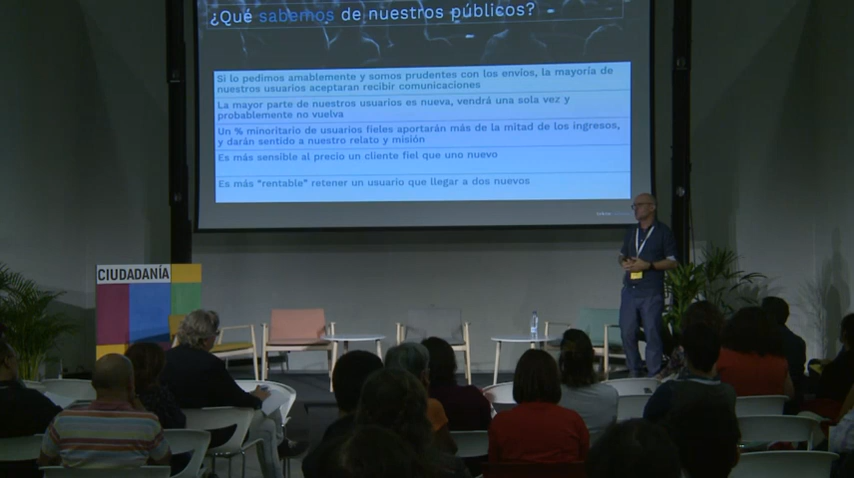 ¿Qué sabemos de nuestros públicos?
Si lo pedimos amablemente y somos prudentes con los envíos, la mayoría de
nuestros usuarios aceptaran recibir comunicaciones
La mayor parte de nuestros usuarios es nueva, vendrá una sola vez y
probablemente no vuelva
Un % minoritario de usuarios fieles aportarán más de la mitad de los ingresos,
y darán sentido a nuestro relato y misión
Es más sensible al precio un cliente fiel que uno nuevo
Es más "rentable" retener un usuario que llegar a dos nuevos
CIUDADANÍA